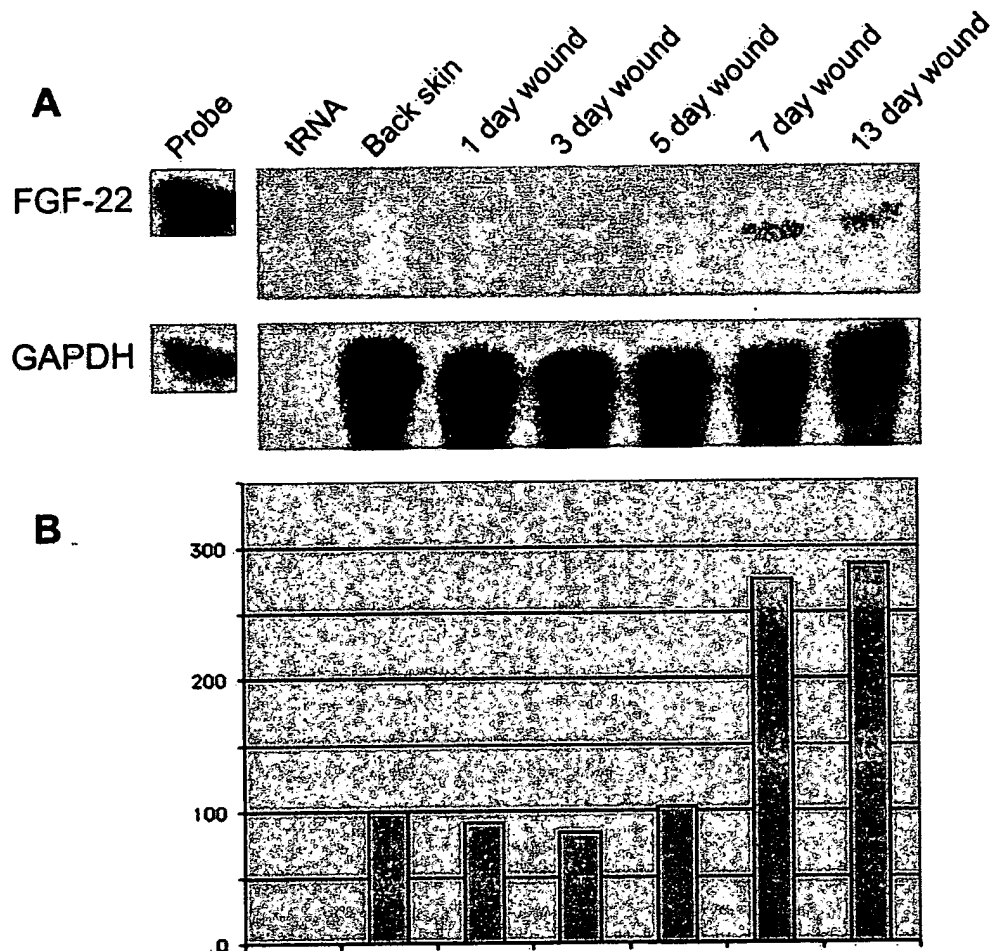 A
Probe
tRNA
Back skin
1 day wound
3 day wound
5 day wound
7 day wound
13 day wound
FGF-22
GAPDH
B
300
200
100
0